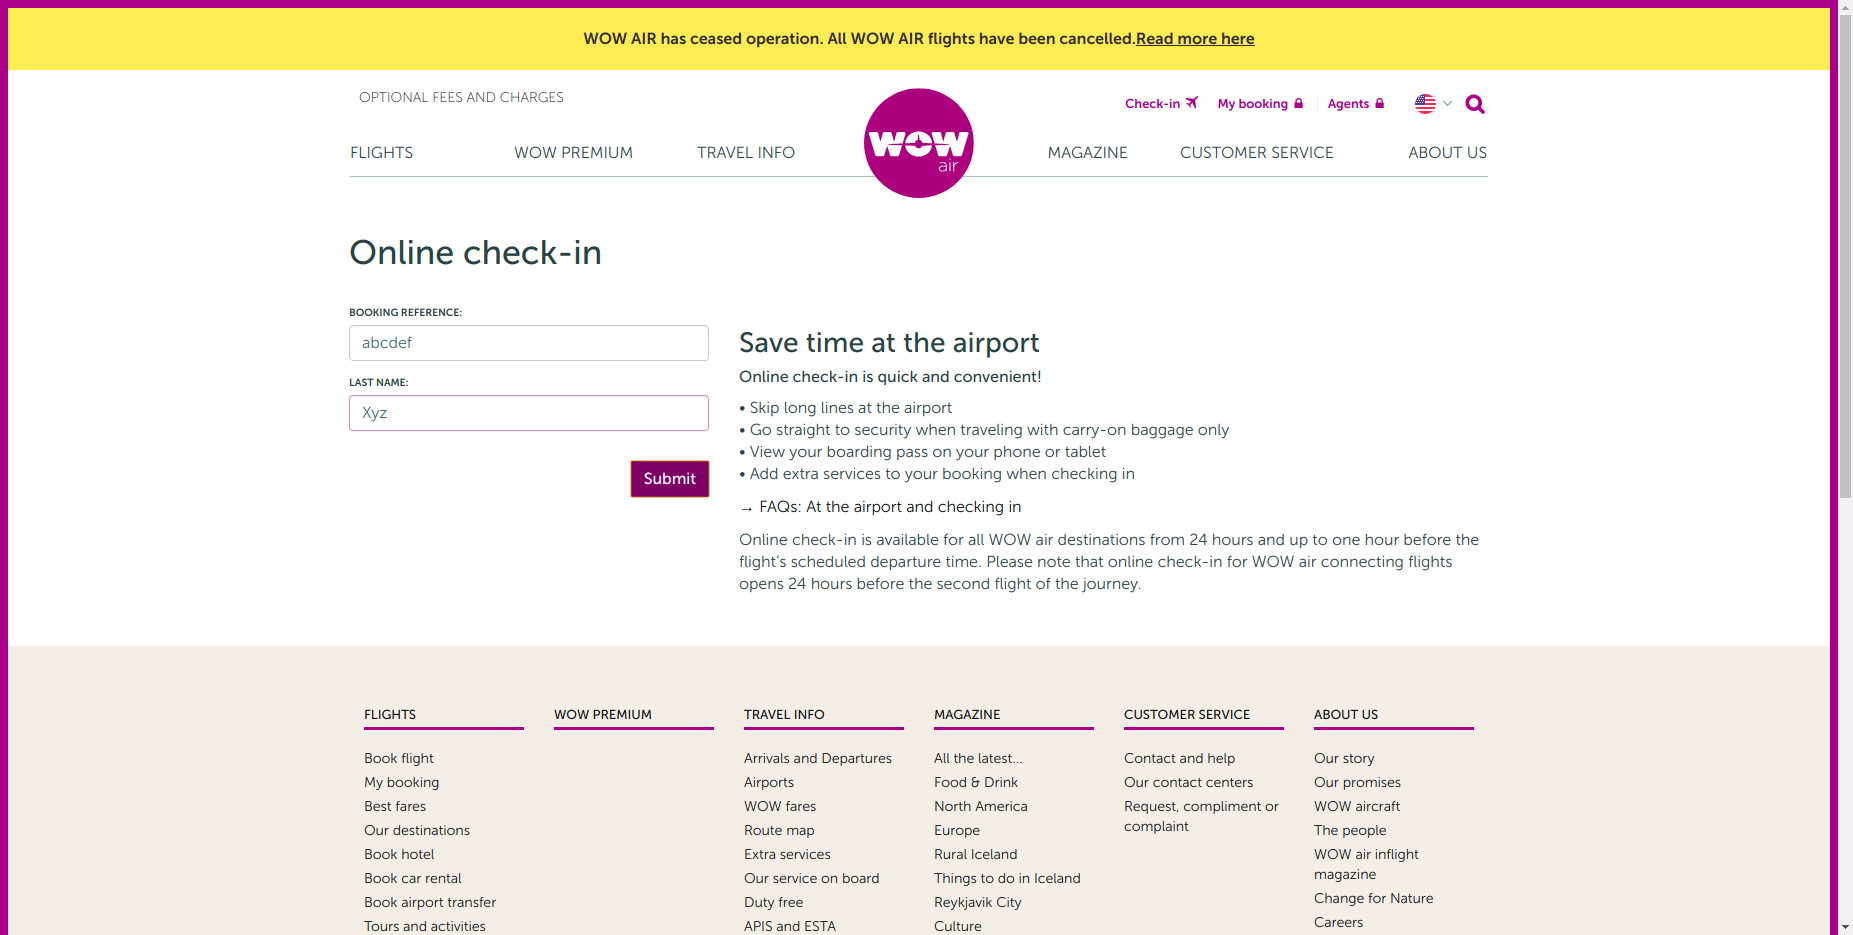 WOW AIR has ceased operation. All WOW AIR flights have been cancelled.Read more here
OPTIONAL FEES AND CHARGES
Check-in
My booking
Agents
FLIGHTS
WOW PREMIUM
TRAVEL INFO
wow
air
MAGAZINE
CUSTOMER SERVICE
ABOUT US
Online check-in
BOOKING REFERENCE:
abcdef
LAST NAME:
Xyz
Submit
Save time at the airport
Online check-in is quick and convenient!
• Skip long lines at the airport
• Go straight to security when traveling with carry-on baggage only
• View your boarding pass on your phone or tablet
• Add extra services to your booking when checking in
→ FAQs: At the airport and checking in
Online check-in is available for all WOW air destinations from 24 hours and up to one hour before the
flight’s scheduled departure time. Please note that online check-in for WOW air connecting flights
opens 24 hours before the second flight of the journey.
FLIGHTS
Book flight
My booking
Best fares
Our destinations
Book hotel
Book car rental
Book airport transfer
Tours and activities
WOW PREMIUM
TRAVEL INFO
Arrivals and Departures
Airports
WOW fares
Route map
Extra services
Our service on board
Duty free
APIS and ESTA
MAGAZINE
All the latest...
Food & Drink
North America
Europe
Rural Iceland
Things to do in Iceland
Reykjavik City
Culture
CUSTOMER SERVICE
Contact and help
Our contact centers
Request, compliment or
complaint
ABOUT US
Our story
Our promises
WOW aircraft
The people
WOW air inflight
magazine
Change for Nature
Careers